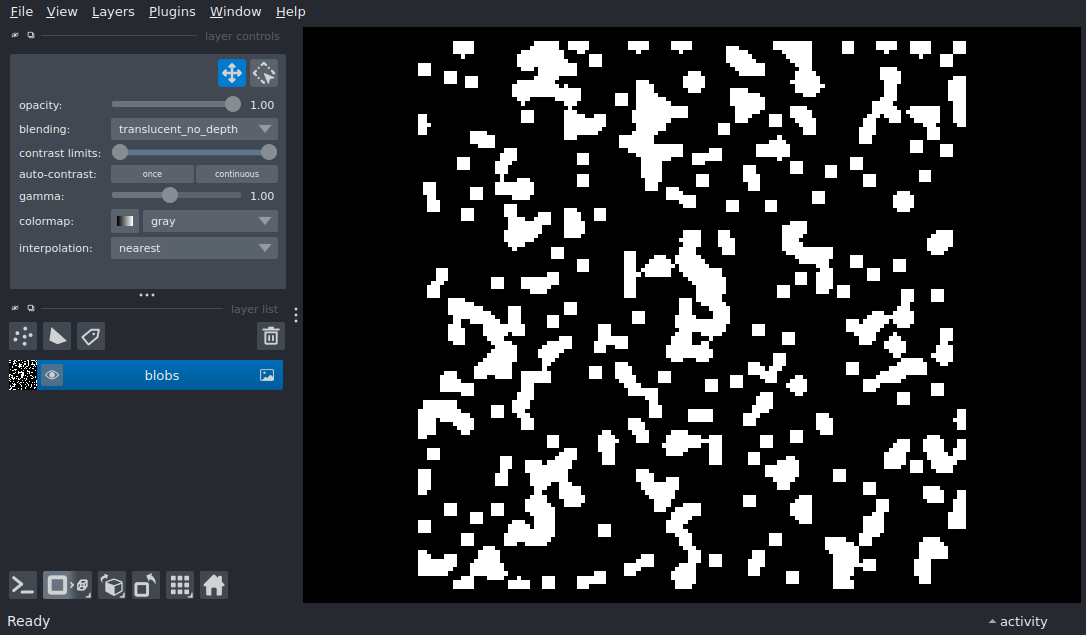 File View Layers Plugins Window Help
layer controls
opacity: 1.00
blending: translucent_no_depth
contrast limits:
auto-contrast: once continuous
gamma: 1.00
colormap: gray
interpolation: nearest
layer list
blobs
Ready activity